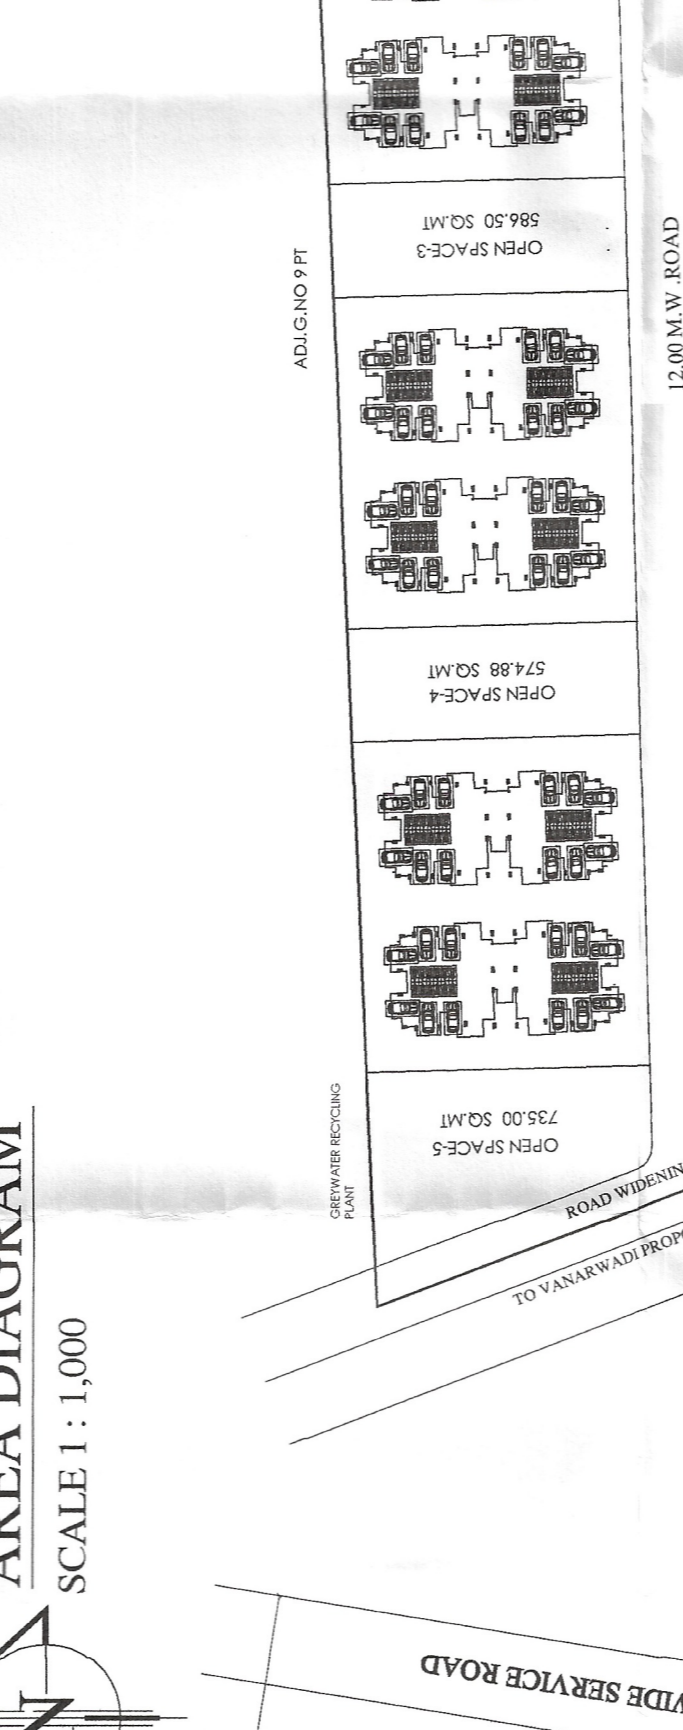 OPEN SPACE-3
586.50 SQ.MT
ADJ.G.NO 9 PT
12.00 M.W .ROAD
OPEN SPACE-4
574.88 SQ.MT
OPEN SPACE-5
735.00 SQ.MT
GREYWATER RECYCLING
PLANT
ROAD WIDENIN
TO VANARWADI PROP
AREA DIAGRAM
SCALE 1 : 1,000
N
WIDE SERVICE ROAD